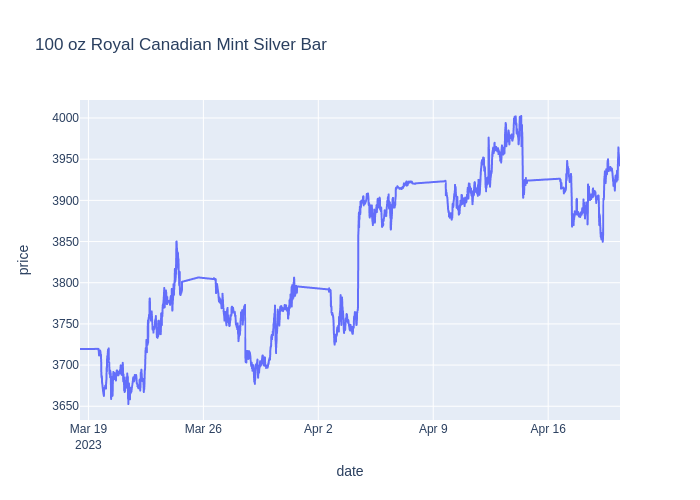 100 oz Royal Canadian Mint Silver Bar
price
4000
3950
3900
3850
3800
3750
3700
3650
Mar 19
2023
Mar 26
Apr 2
Apr 9
Apr 16
date